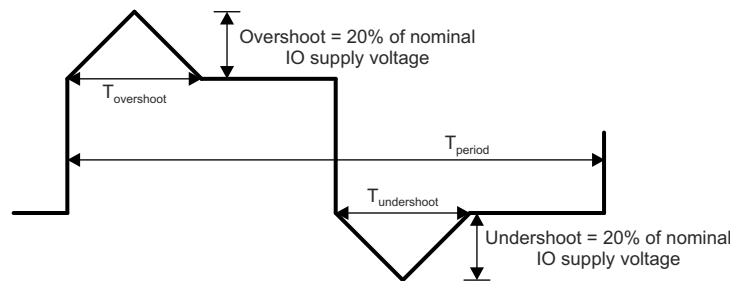 Overshoot = 20% of nominal
IO supply voltage
Tovershoot
Tperiod
Tundershoot
Undershoot = 20% of nominal
IO supply voltage